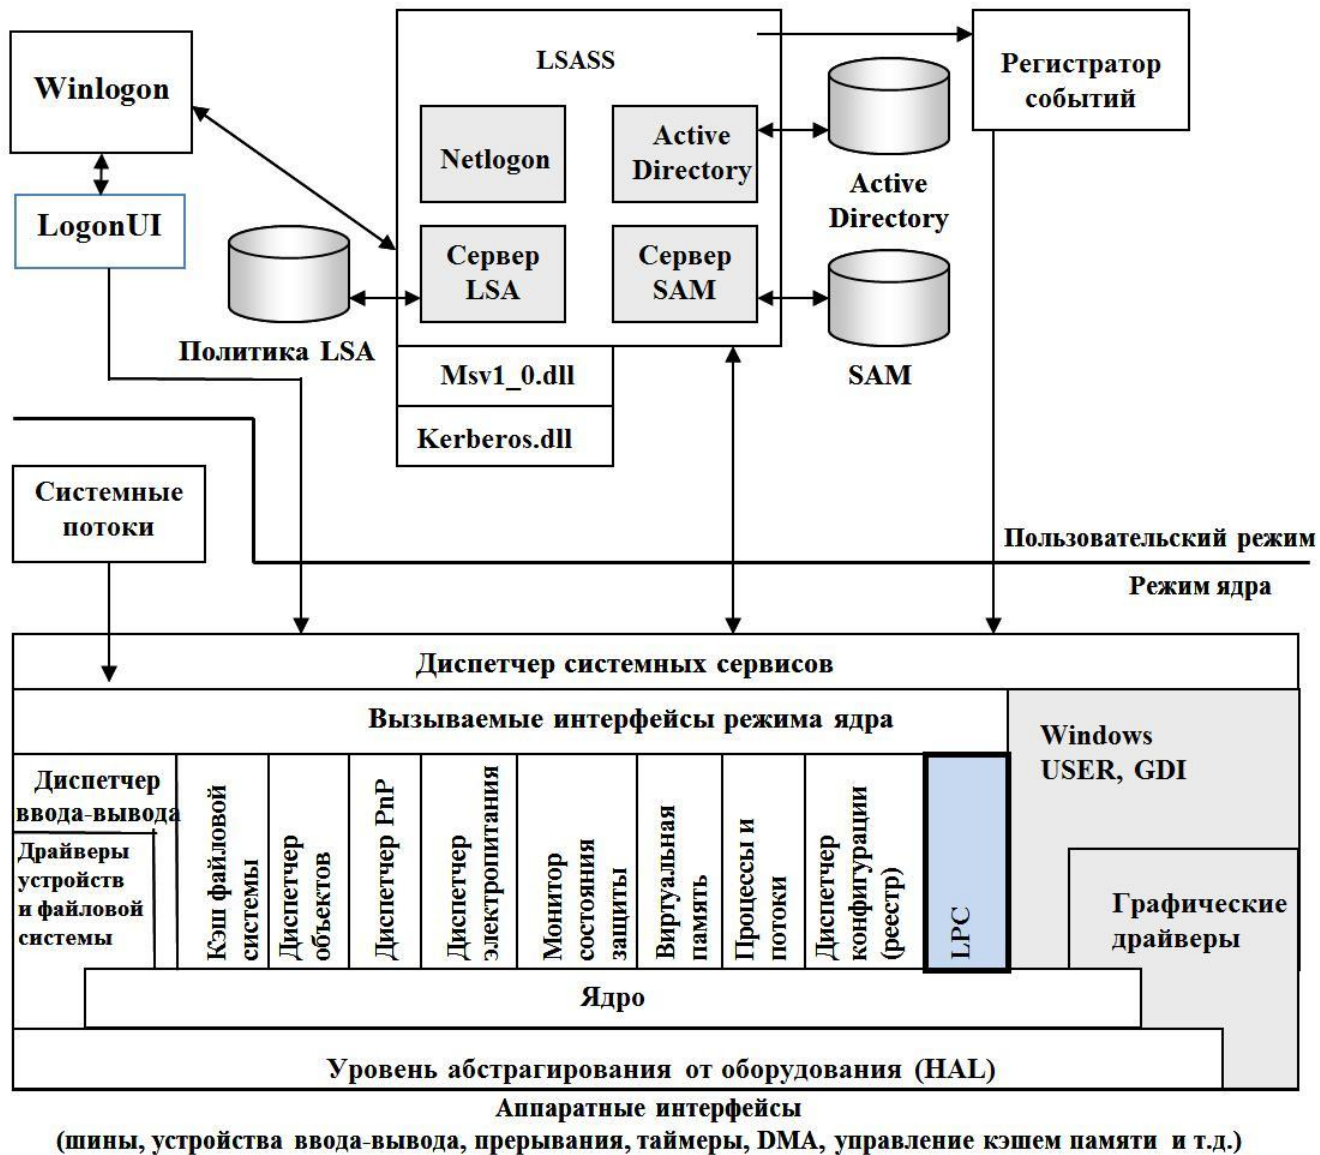 LSASS
Регистратор
событий
Winlogon
Netlogon
Active
Directory
Active
Directory
LogonUI
Сервер
LSA
Сервер
SAM
Политика LSA
SAM
Msv1_0.dll
Kerberos.dll
Системные
потоки
Пользовательский режим
Режим ядра
Диспетчер системных сервисов
Вызываемые интерфейсы режима ядра
Windows
USER, GDI
Диспетчер
ввода-вывода
Драйверы
устройств
и файловой
системы
Кэш файловой
системы
Диспетчер
объектов
Диспетчер PnP
Диспетчер
электропитания
Монитор
состояния
защиты
Виртуальная
память
Процессы и
потоки
Диспетчер
конфигурации
(реестр)
LPC
Графические
драйверы
Ядро
Уровень абстрагирования от оборудования (HAL)
Аппаратные интерфейсы
(шины, устройства ввода-вывода, прерывания, таймеры, DMA, управление кэшем памяти и т.д.)